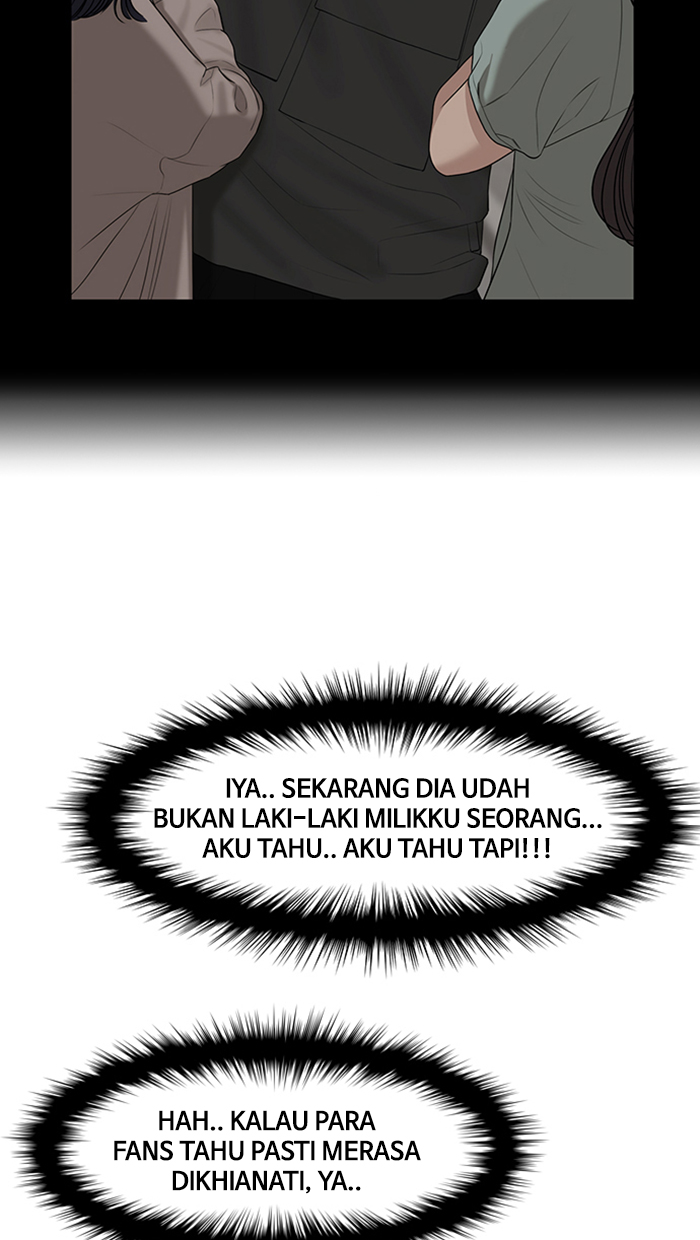 IYA.. SEKARANG DIA UDAH
BUKAN LAKI-LAKI MILIKKU SEORANG...
AKU TAHU.. AKU TAHU TAPI!!!
HAH.. KALAU PARA
FANS TAHU PASTI MERASA
DIKHIANATI, YA..